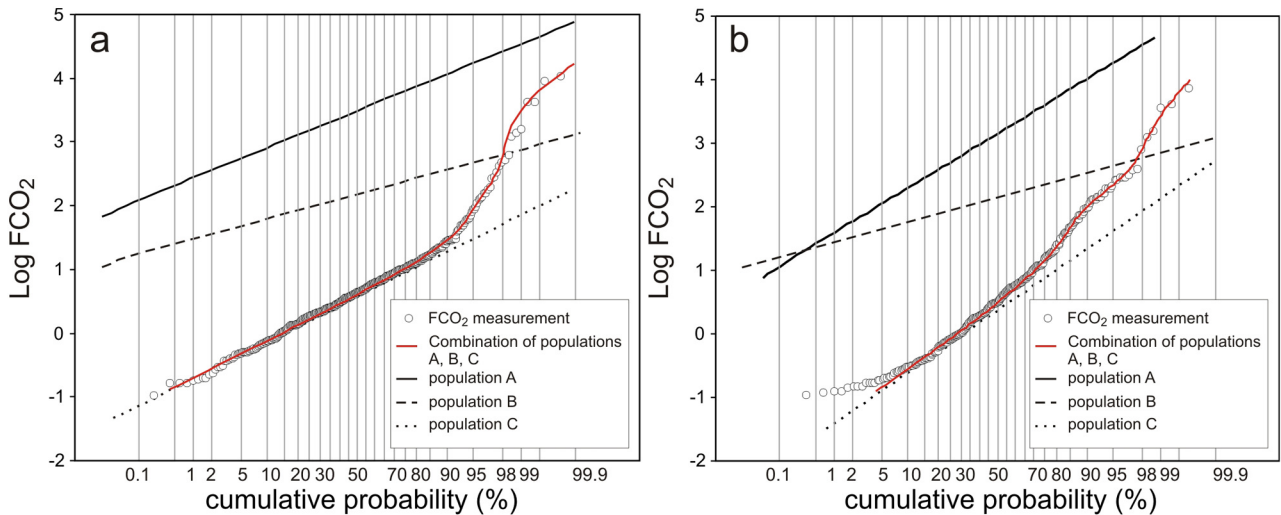 a
5
4
3
2
1
0
-1
-2
Log FCO2
FCO2 measurement
Combination of populations
A, B, C
population A
population B
population C
0.1 1 2 5 10 20 30 50 70 80 90 95 98 99 99.9
cumulative probability (%)
b
5
4
3
2
1
0
-1
-2
Log FCO2
FCO2 measurement
Combination of populations
A, B, C
population A
population B
population C
0.1 1 2 5 10 20 30 50 70 80 90 95 98 99 99.9
cumulative probability (%)